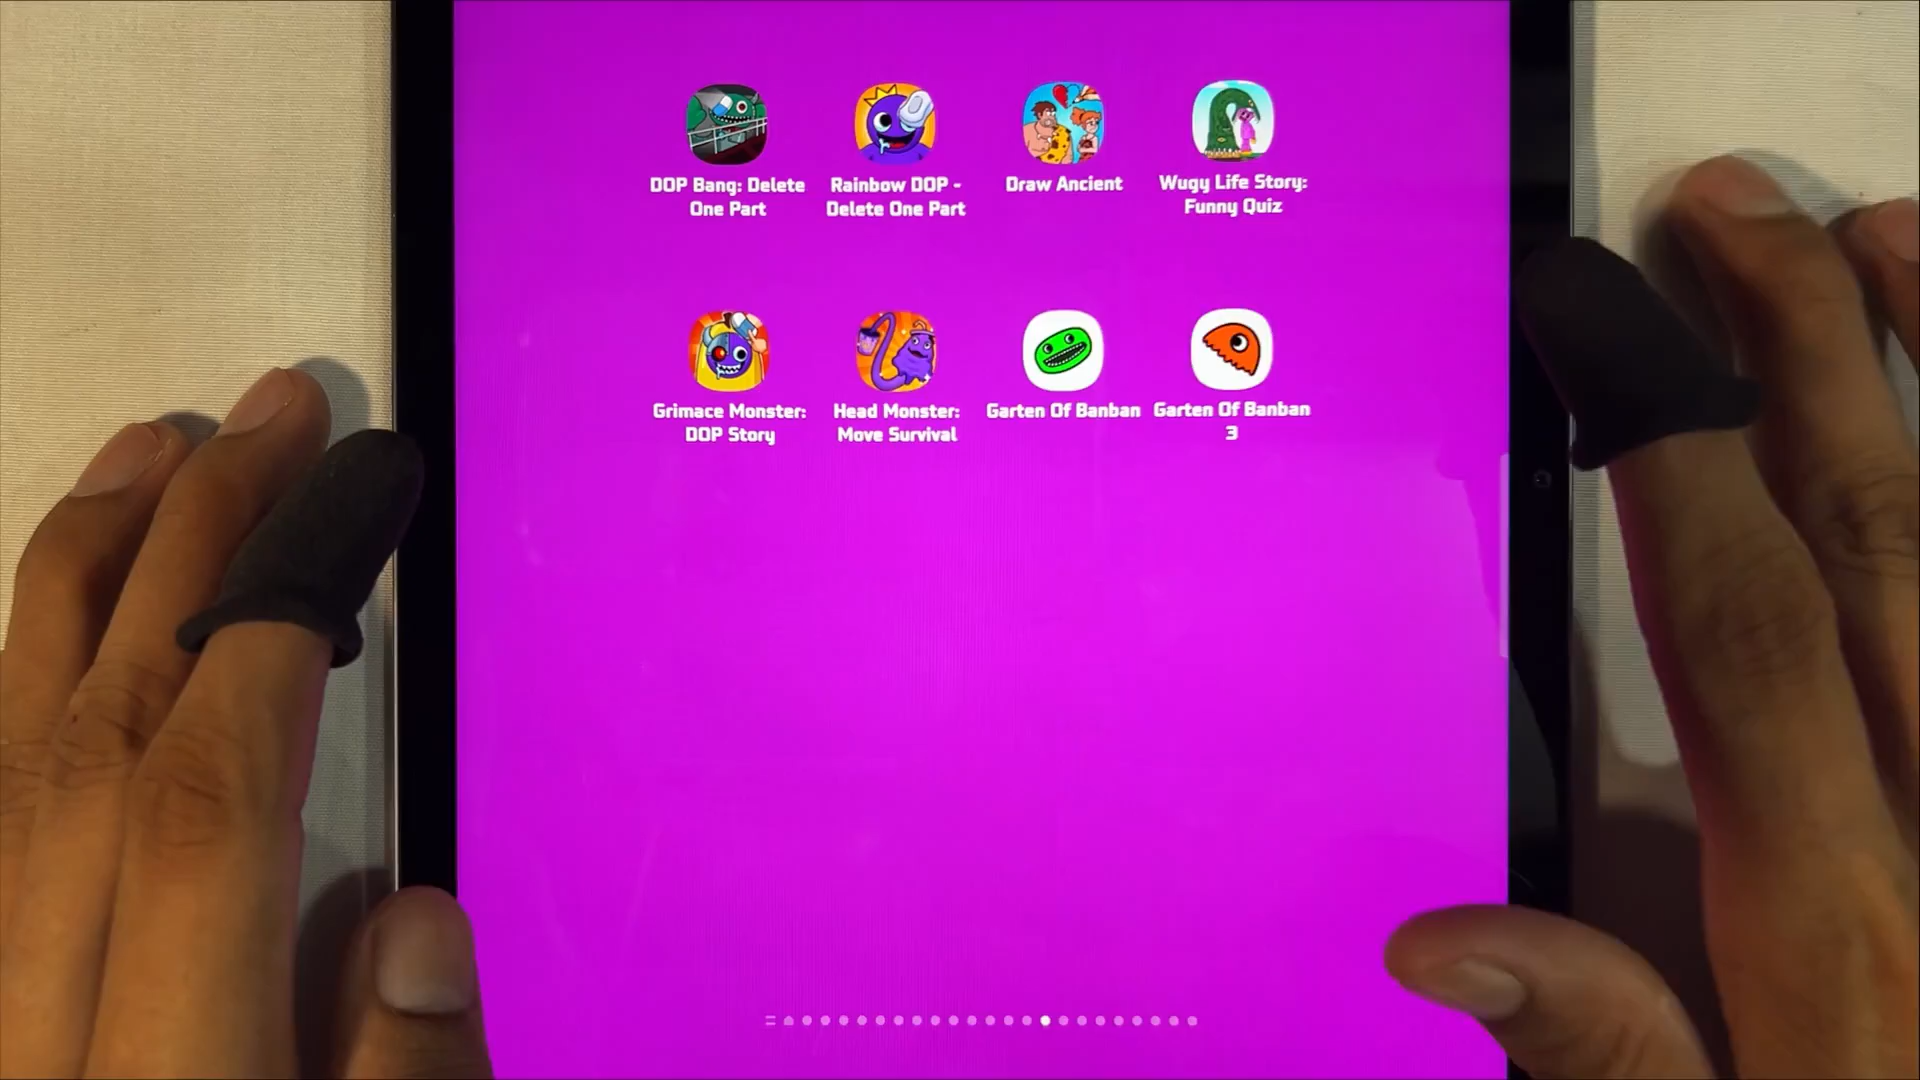 DOP Bang: Delete
One Part
Rainbow DOP -
Delete One Part
Draw Ancient
Wugy Life Story:
Funny Quiz
Grimace Monster:
DOP Story
Head Monster:
Move Survival
Garten Of Banban
Garten Of Banban
3